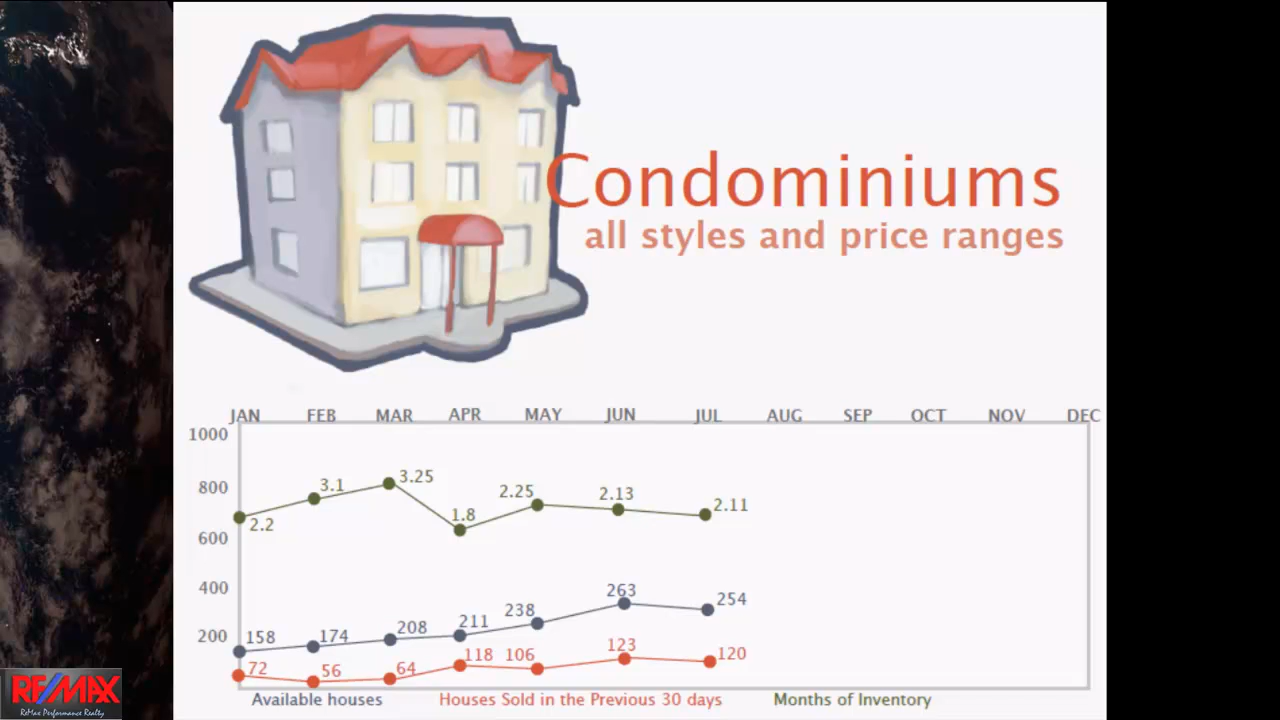 Condominiums
all styles and price ranges
JAN FEB MAR APR MAY JUN JUL AUG SEP OCT NOV DEC
1000
800
600
400
200
2.2 3.1 3.25 1.8 2.25 2.13 2.11
158 174 208 211 238 263 254
72 56 64 118 106 123 120
Available houses Houses Sold in the Previous 30 days Months of Inventory
RE/MAX
ReMax Performance Realty